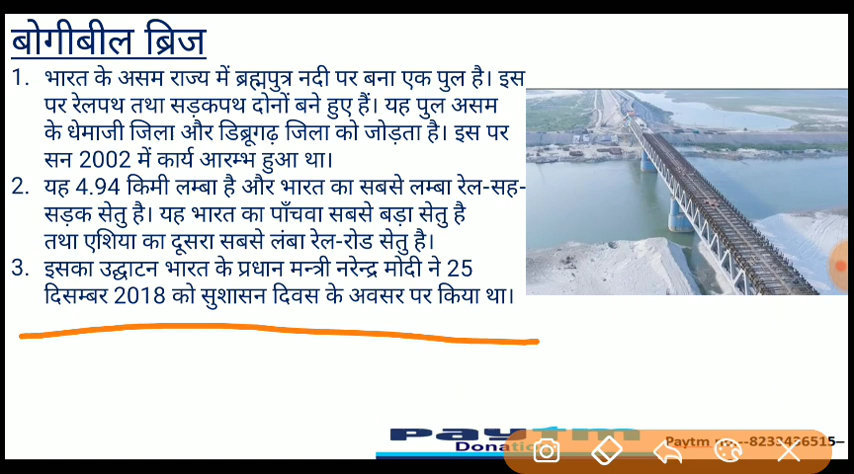 बोगीबील ब्रिज
1. भारत के असम राज्य में ब्रह्मपुत्र नदी पर बना एक पुल है। इस
पर रेलपथ तथा सड़कपथ दोनों बने हुए हैं। यह पुल असम
के धेमाजी जिला और डिब्रूगढ़ जिला को जोड़ता है। इस पर
सन 2002 में कार्य आरम्भ हुआ था।
2. यह 4.94 किमी लम्बा है और भारत का सबसे लम्बा रेल-सह-
सड़क सेतु है। यह भारत का पाँचवा सबसे बड़ा सेतु है
तथा एशिया का दूसरा सबसे लंबा रेल-रोड सेतु है।
3. इसका उद्घाटन भारत के प्रधान मन्त्री नरेन्द्र मोदी ने 25
दिसम्बर 2018 को सुशासन दिवस के अवसर पर किया था।
paytm
Paytm